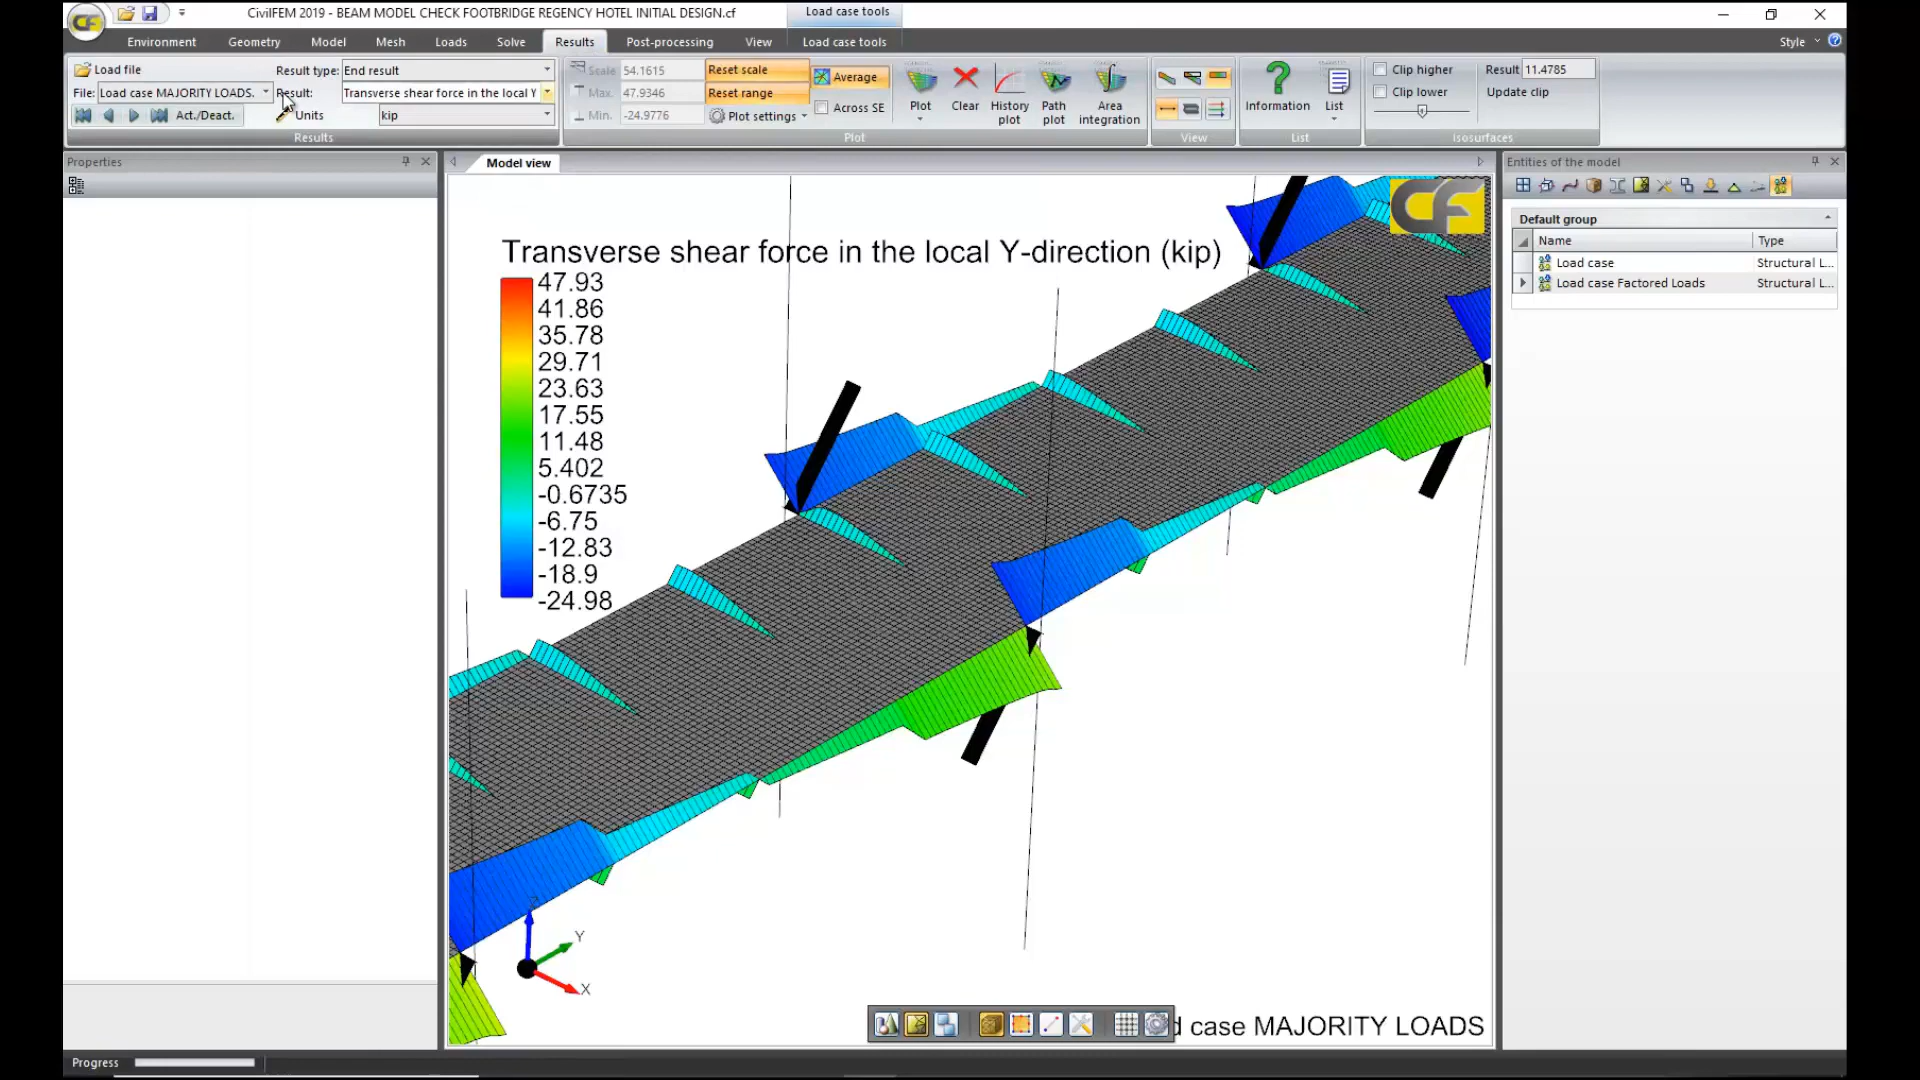 CivilFEM 2019 - BEAM MODEL CHECK FOOTBRIDGE REGENCY HOTEL INITIAL DESIGN.cf
Load case tools
Environment Geometry Model Mesh Loads Solve Results Post-processing View Load case tools
Style
Load file
File: Load case MAJORITY LOADS.
Act./Deact.
Result type: End result
Result: Transverse shear force in the local Y
Units kip
Results
Scale 54.1615
Max. 47.9346
Min. -24.9776
Reset scale
Reset range
Plot settings
Average
Across SE
Plot
Clear
History plot
Path plot
Area integration
Plot
View
Information
List
List
Clip higher
Clip lower
Result 11.4785
Update clip
Isosurfaces
Properties
Model view
Entities of the model
CF
Transverse shear force in the local Y-direction (kip)
47.93
41.86
35.78
29.71
23.63
17.55
11.48
5.402
-0.6735
-6.75
-12.83
-18.9
-24.98
Default group
Name Type
Load case Structural L...
Load case Factored Loads Structural L...
Z
Y
X
d case MAJORITY LOADS
Progress